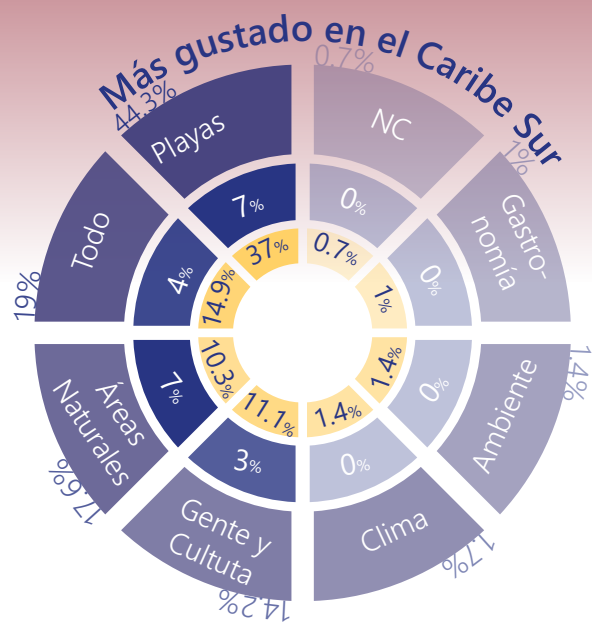 Más gustado en el Caribe Sur
44.3%
Playas
7%
37%
0.7%
NC
0%
0.7%
1%
Gastro-
nomía
0%
1%
1.4%
Ambiente
0%
1.4%
1.7%
Clima
0%
1.4%
14.2%
Gente y
Cultuta
3%
11.1%
17.6%
Áreas
Naturales
7%
10.3%
19%
Todo
4%
14.9%